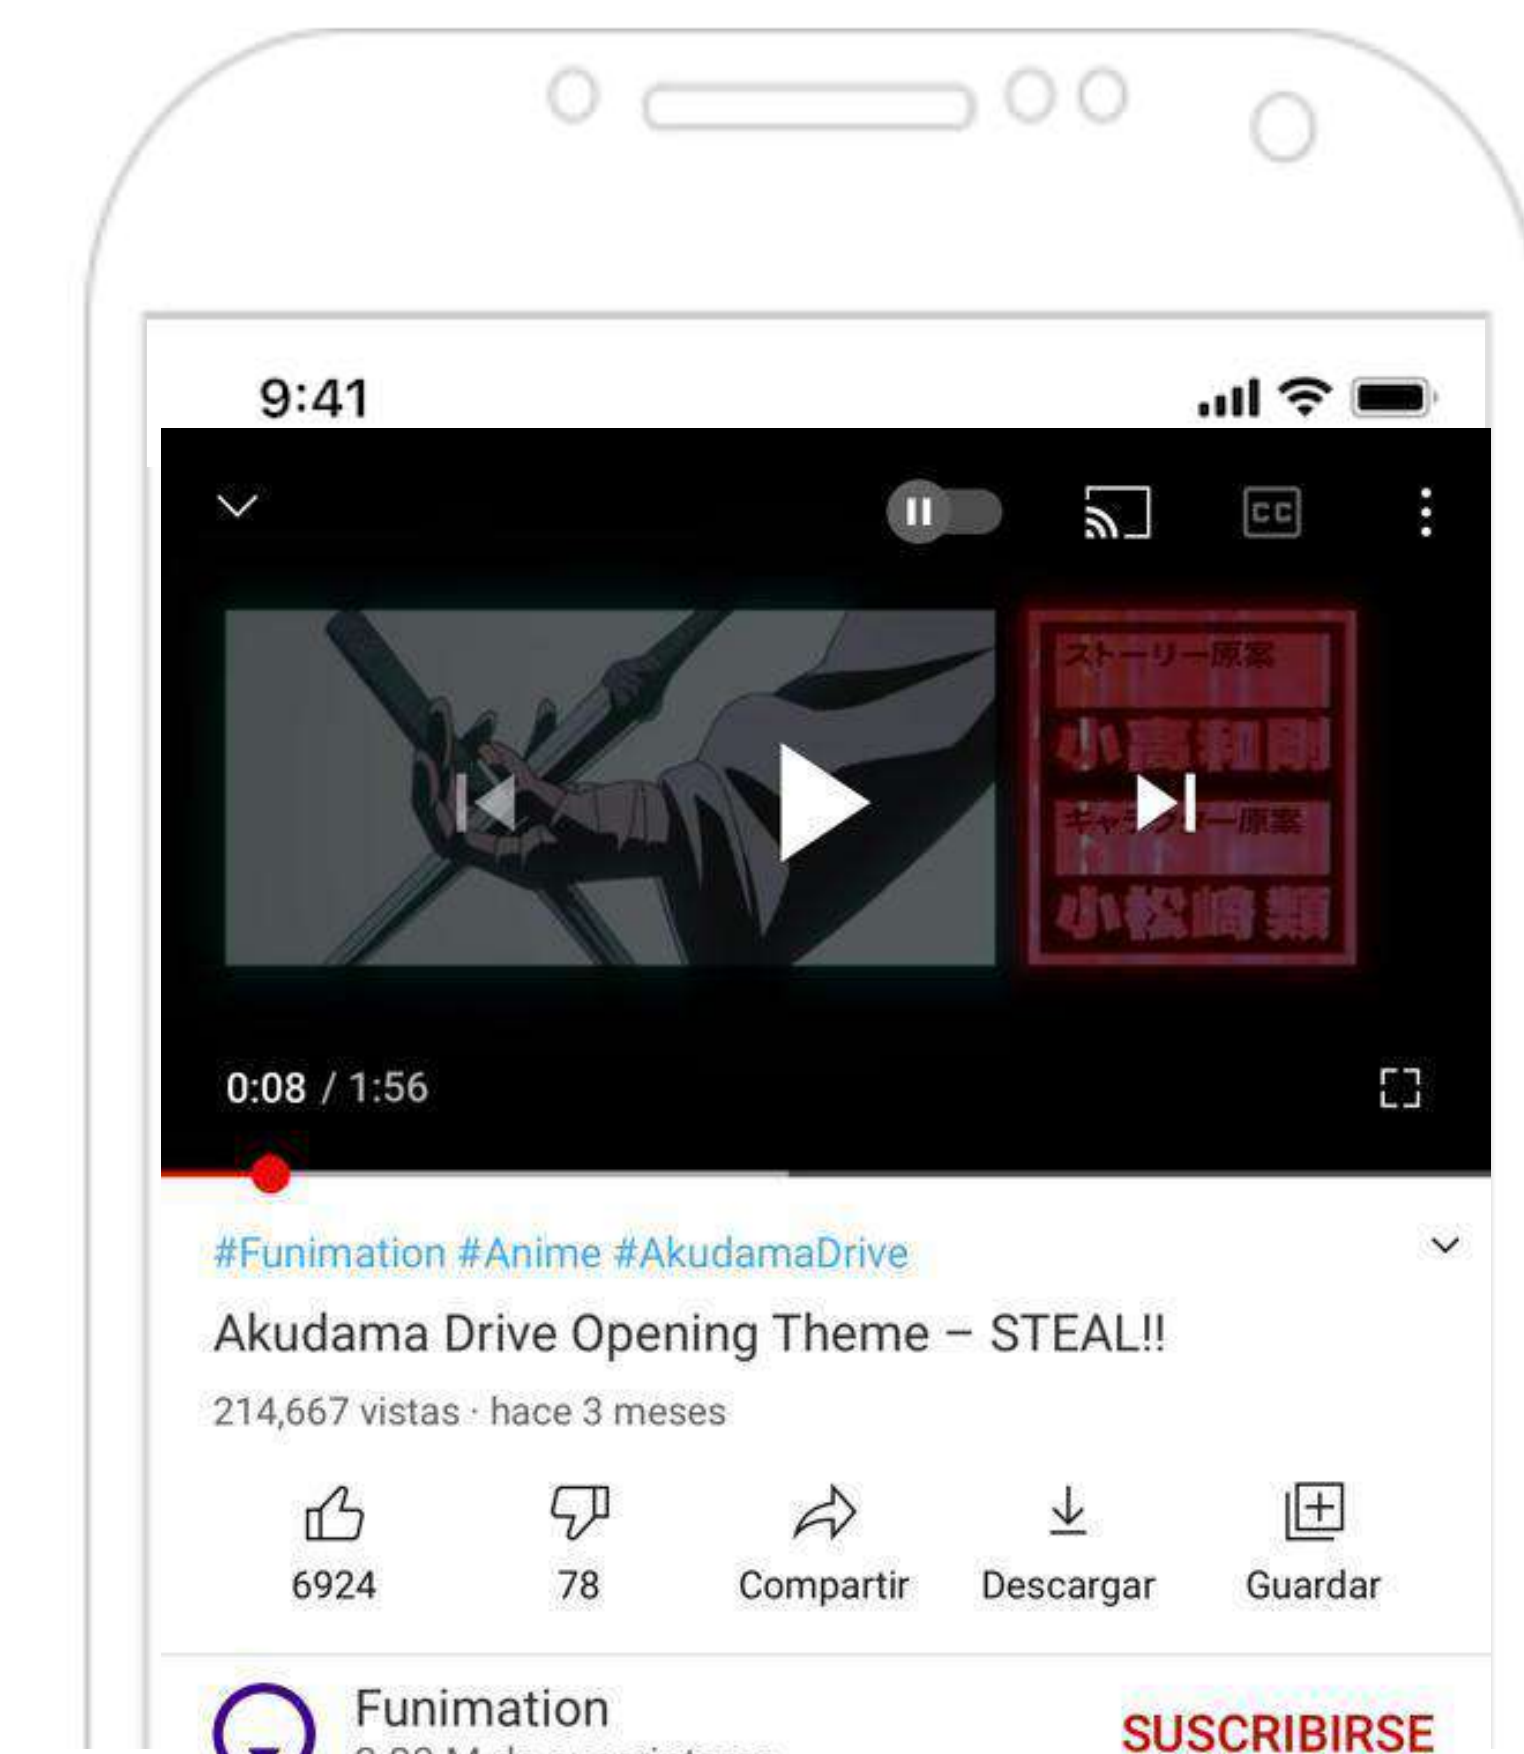 9:41
CC
ストーリー原案
小高和剛
キャラクター原案
小松崎類
0:08 / 1:56
#Funimation #Anime #AkudamaDrive
Akudama Drive Opening Theme – STEAL!!
214,667 vistas · hace 3 meses
6924 78 Compartir Descargar Guardar
Funimation
SUSCRIBIRSE